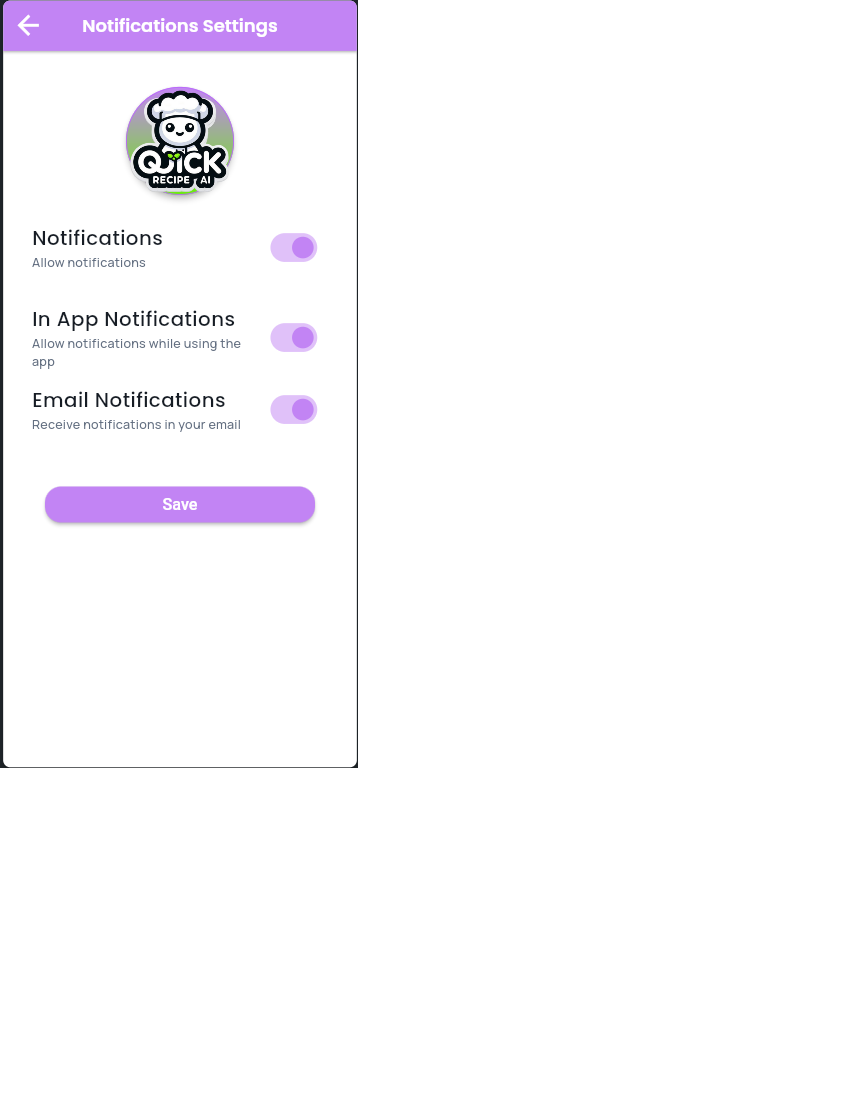 Notifications Settings
QUICK
RECIPE AI
Notifications
Allow notifications
In App Notifications
Allow notifications while using the
app
Email Notifications
Receive notifications in your email
Save